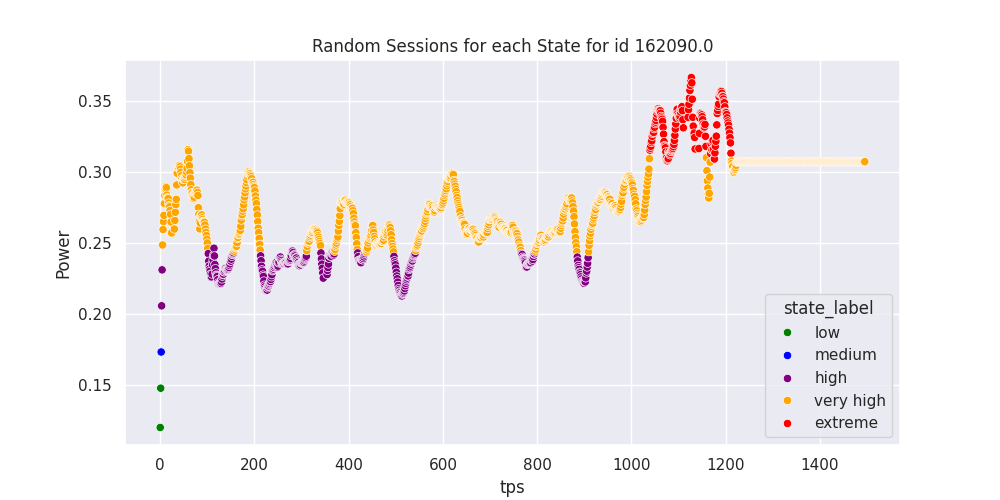 Random Sessions for each State for id 162090.0
Power
0.35
0.30
0.25
0.20
0.15
0
200
400
600
800
1000
1200
1400
tps
state_label
low
medium
high
very high
extreme